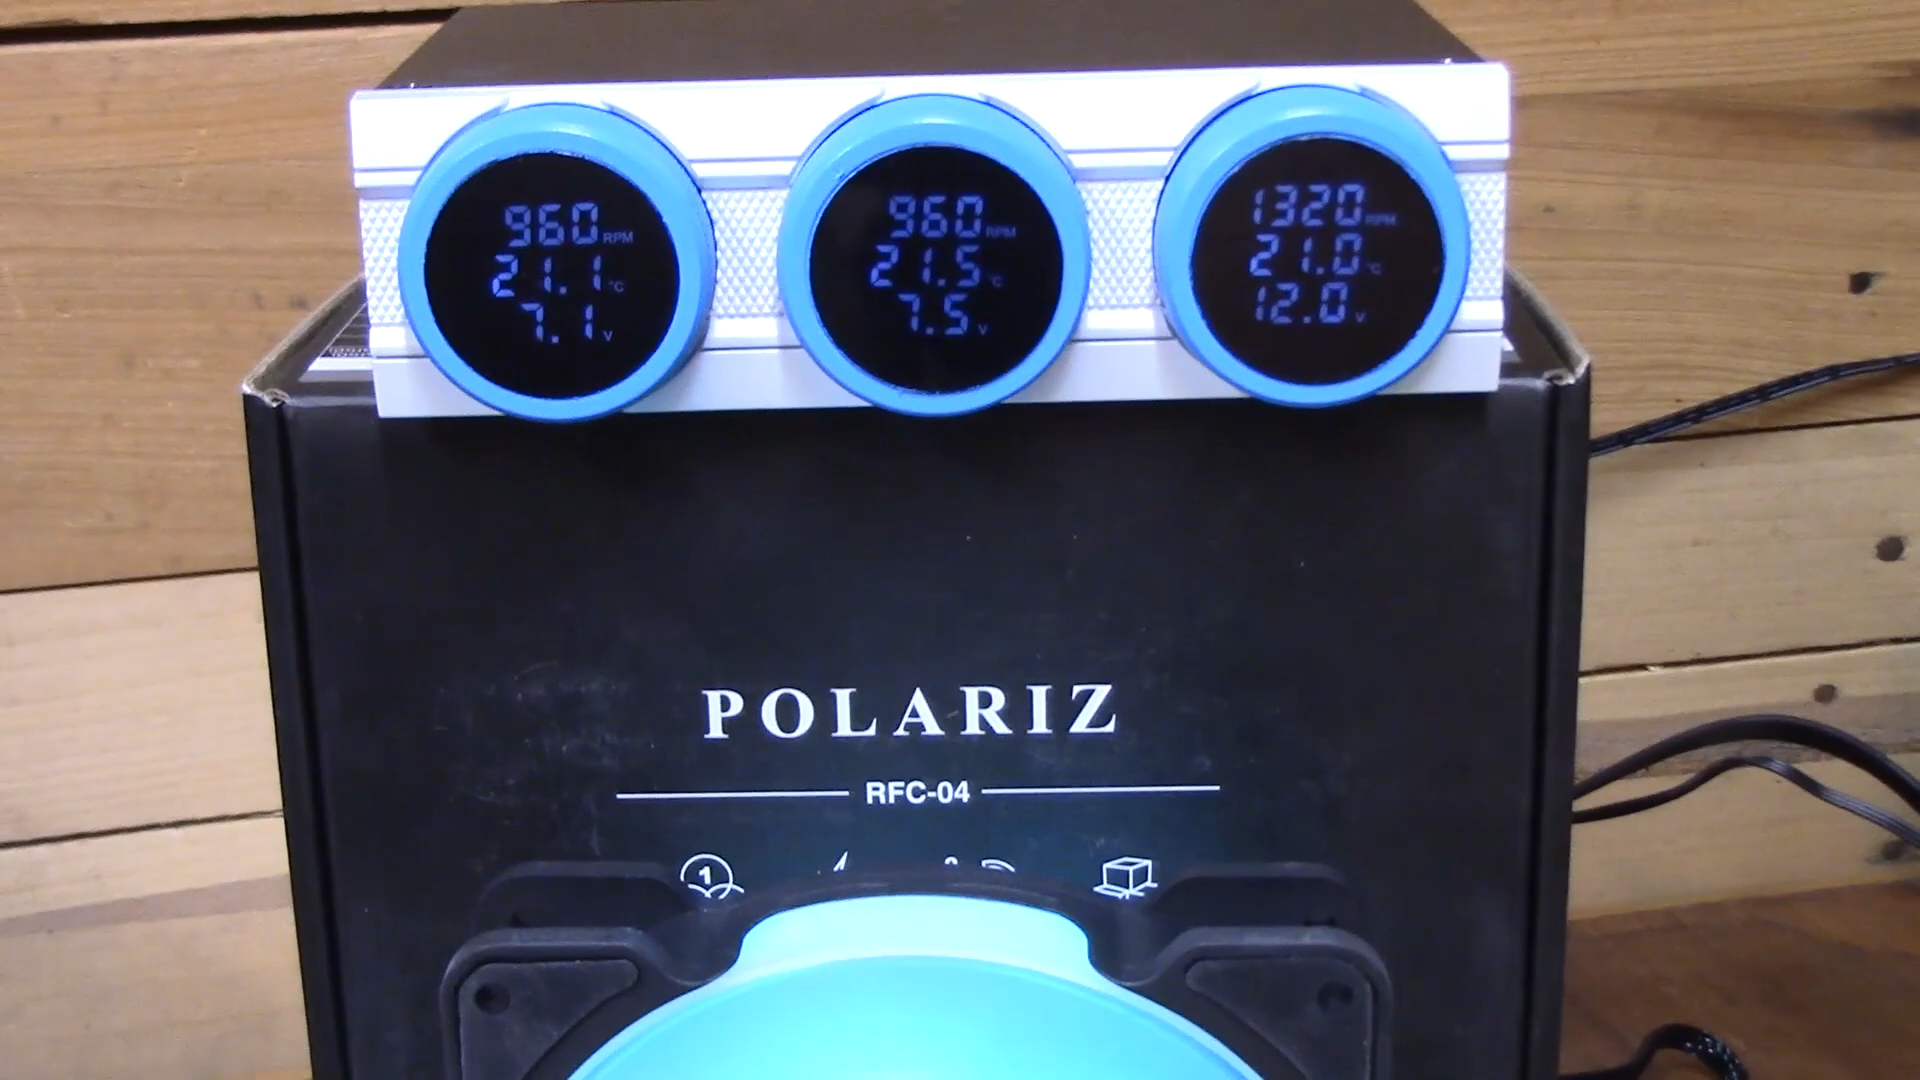 960 RPM
21.1 °C
7.1 V
960 RPM
21.5 °C
7.5 V
1320 RPM
21.0 °C
12.0 V
POLARIZ
RFC-04
1